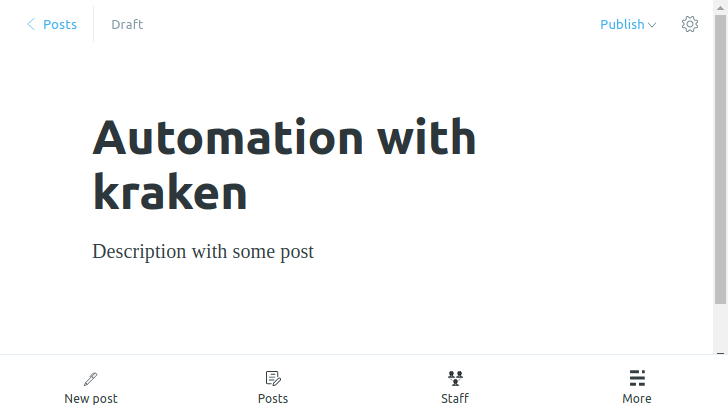 Posts
Draft
Publish
Automation with
kraken
Description with some post
New post
Posts
Staff
More